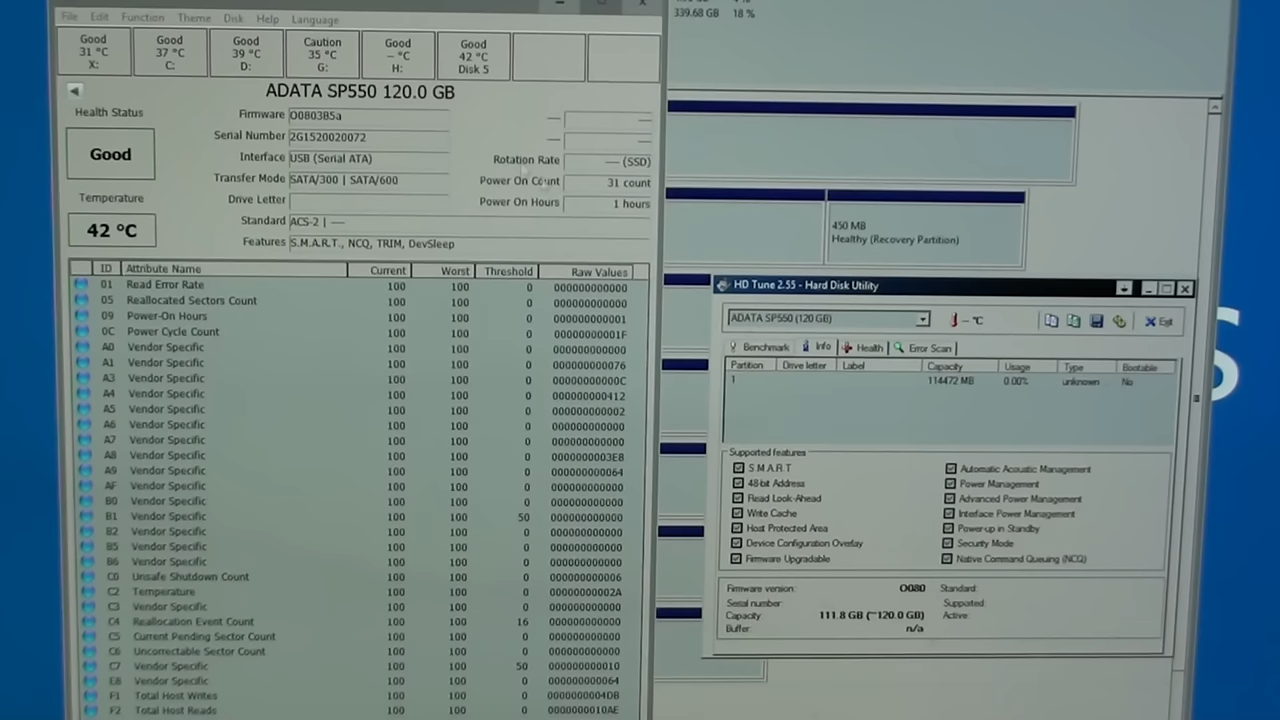 File Edit Function Theme Disk Help Language
Good 31 °C X:
Good 37 °C C:
Good 39 °C D:
Caution 35 °C G:
Good -- °C H:
Good 42 °C Disk 5
ADATA SP550 120.0 GB
Health Status
Good
Temperature
42 °C
Firmware O0803B5a
Serial Number 2G1520020072
Interface USB (Serial ATA)
Transfer Mode SATA/300 | SATA/600
Drive Letter
Standard ACS-2 | ----
Features S.M.A.R.T., NCQ, TRIM, DevSleep
Rotation Rate ---- (SSD)
Power On Count 31 count
Power On Hours 1 hours
ID Attribute Name Current Worst Threshold Raw Values
01 Read Error Rate 100 100 0 000000000000
05 Reallocated Sectors Count 100 100 0 000000000000
09 Power-On Hours 100 100 0 000000000001
0C Power Cycle Count 100 100 0 00000000001F
A0 Vendor Specific 100 100 0 000000000000
A1 Vendor Specific 100 100 0 000000000076
A3 Vendor Specific 100 100 0 00000000000C
A4 Vendor Specific 100 100 0 000000000412
A5 Vendor Specific 100 100 0 000000000002
A6 Vendor Specific 100 100 0 000000000000
A7 Vendor Specific 100 100 0 000000000000
A8 Vendor Specific 100 100 0 0000000003E8
A9 Vendor Specific 100 100 0 000000000064
AF Vendor Specific 100 100 0 000000000000
B0 Vendor Specific 100 100 0 000000000000
B1 Vendor Specific 100 100 50 000000000000
B2 Vendor Specific 100 100 0 000000000000
B5 Vendor Specific 100 100 0 000000000000
B6 Vendor Specific 100 100 0 000000000000
C0 Unsafe Shutdown Count 100 100 0 000000000006
C2 Temperature 100 100 0 00000000002A
C3 Vendor Specific 100 100 0 000000000000
C4 Reallocation Event Count 100 100 16 000000000000
C5 Current Pending Sector Count 100 100 0 000000000000
C6 Uncorrectable Sector Count 100 100 0 000000000000
C7 Vendor Specific 100 100 50 000000000010
E8 Vendor Specific 100 100 0 000000000064
F1 Total Host Writes 100 100 0 0000000004DB
F2 Total Host Reads 100 100 0 0000000010AE
339.68 GB 18 %
450 MB
Healthy (Recovery Partition)
HD Tune 2.55 - Hard Disk Utility
ADATA SP550 (120 GB)
-- °C
Exit
Benchmark Info Health Error Scan
Partition Drive letter Label Capacity Usage Type Bootable
1 114472 MB 0.00% unknown No
Supported features
S.M.A.R.T
48-bit Address
Read Look-Ahead
Write Cache
Host Protected Area
Device Configuration Overlay
Firmware Upgradable
Automatic Acoustic Management
Power Management
Advanced Power Management
Interface Power Management
Power-up in Standby
Security Mode
Native Command Queuing (NCQ)
Firmware version: O080
Serial number
Capacity 111.8 GB (~120.0 GB)
Buffer: n/a
Standard:
Supported:
Active: